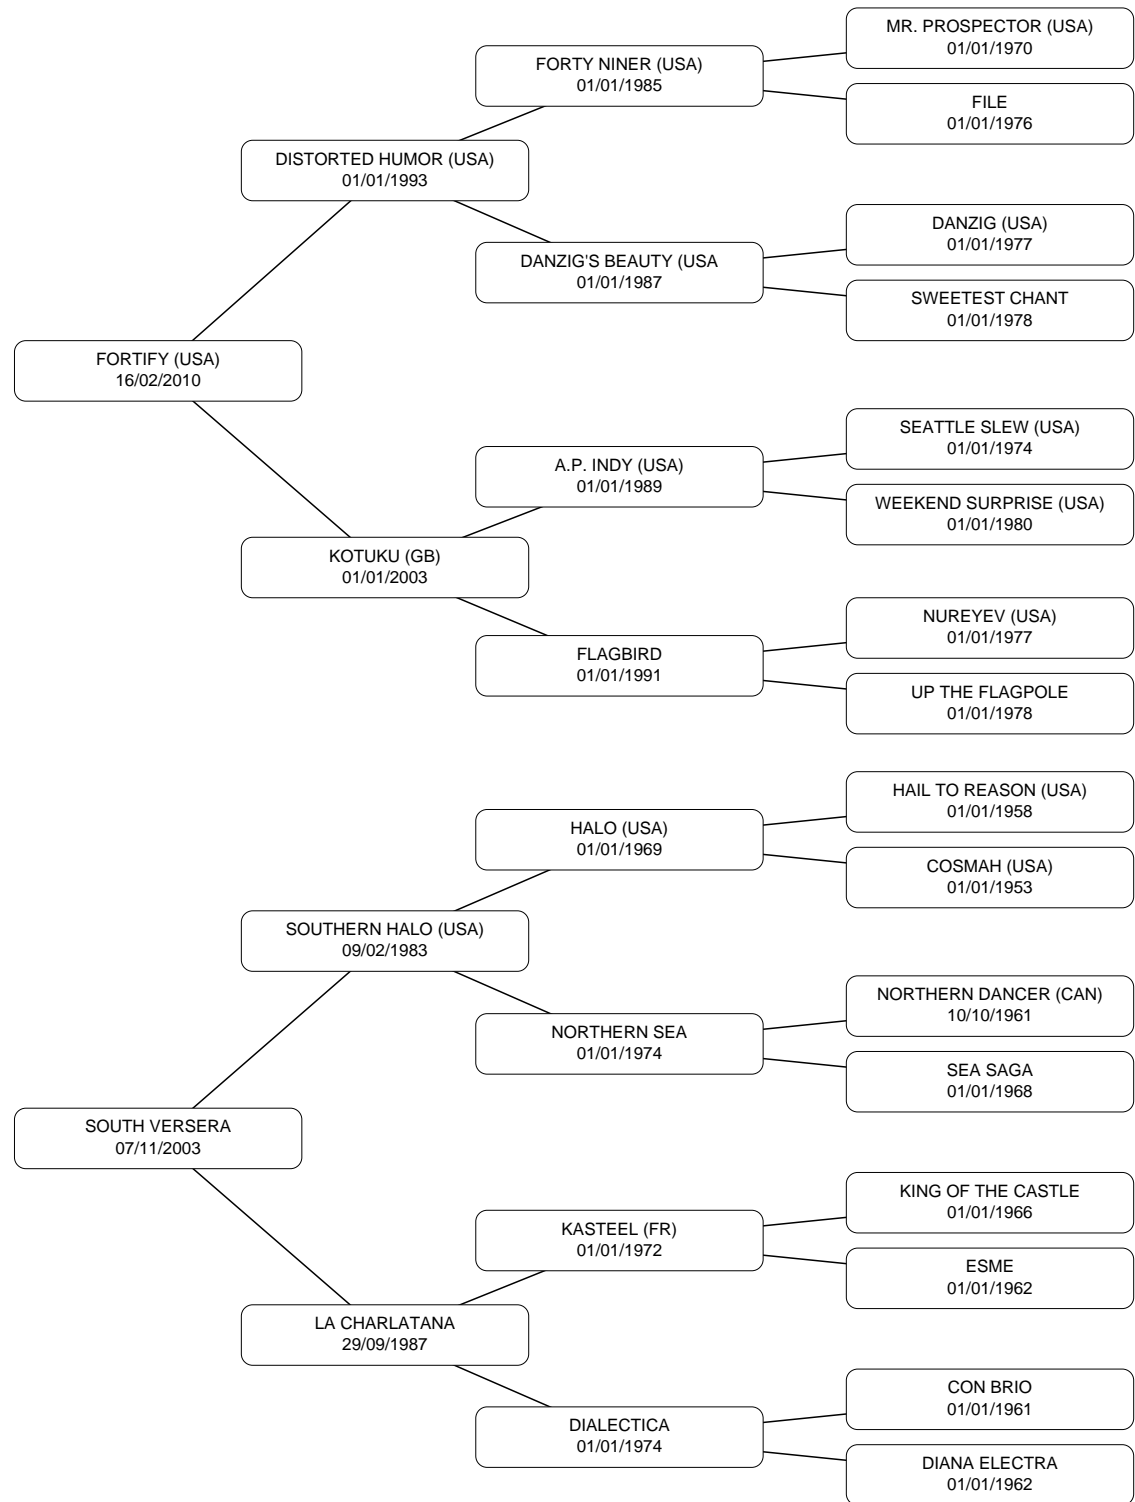 MR. PROSPECTOR (USA)
01/01/1970
FORTY NINER (USA)
01/01/1985
FILE
01/01/1976
DISTORTED HUMOR (USA)
01/01/1993
DANZIG (USA)
01/01/1977
DANZIG'S BEAUTY (USA
01/01/1987
SWEETEST CHANT
01/01/1978
FORTIFY (USA)
16/02/2010
SEATTLE SLEW (USA)
01/01/1974
A.P. INDY (USA)
01/01/1989
WEEKEND SURPRISE (USA)
01/01/1980
KOTUKU (GB)
01/01/2003
NUREYEV (USA)
01/01/1977
FLAGBIRD
01/01/1991
UP THE FLAGPOLE
01/01/1978
HAIL TO REASON (USA)
01/01/1958
HALO (USA)
01/01/1969
COSMAH (USA)
01/01/1953
SOUTHERN HALO (USA)
09/02/1983
NORTHERN DANCER (CAN)
10/10/1961
NORTHERN SEA
01/01/1974
SEA SAGA
01/01/1968
SOUTH VERSERA
07/11/2003
KING OF THE CASTLE
01/01/1966
KASTEEL (FR)
01/01/1972
ESME
01/01/1962
LA CHARLATANA
29/09/1987
CON BRIO
01/01/1961
DIALECTICA
01/01/1974
DIANA ELECTRA
01/01/1962